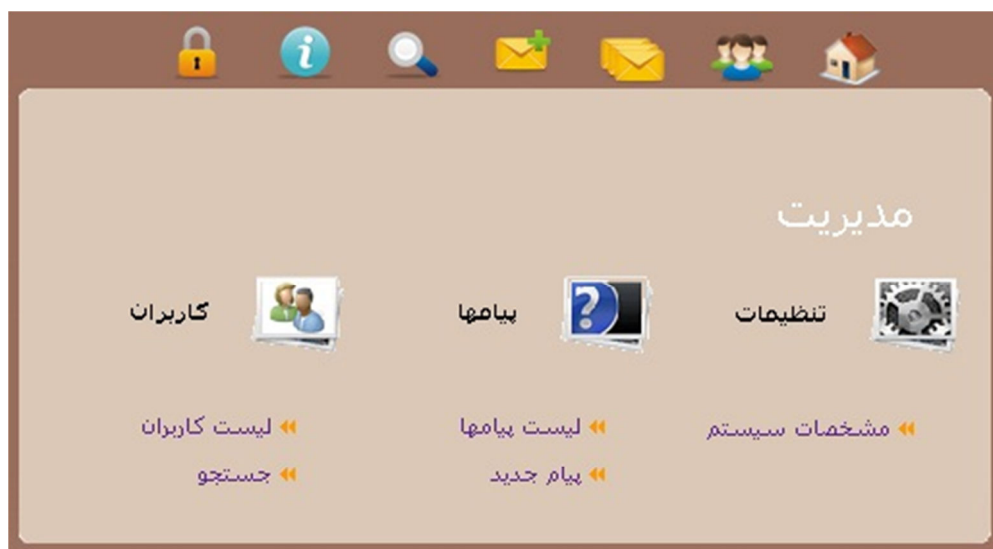 مدیریت
تنظیمات
مشخصات سیستم
پیامها
لیست پیامها
پیام جدید
کاربران
لیست کاربران
جستجو